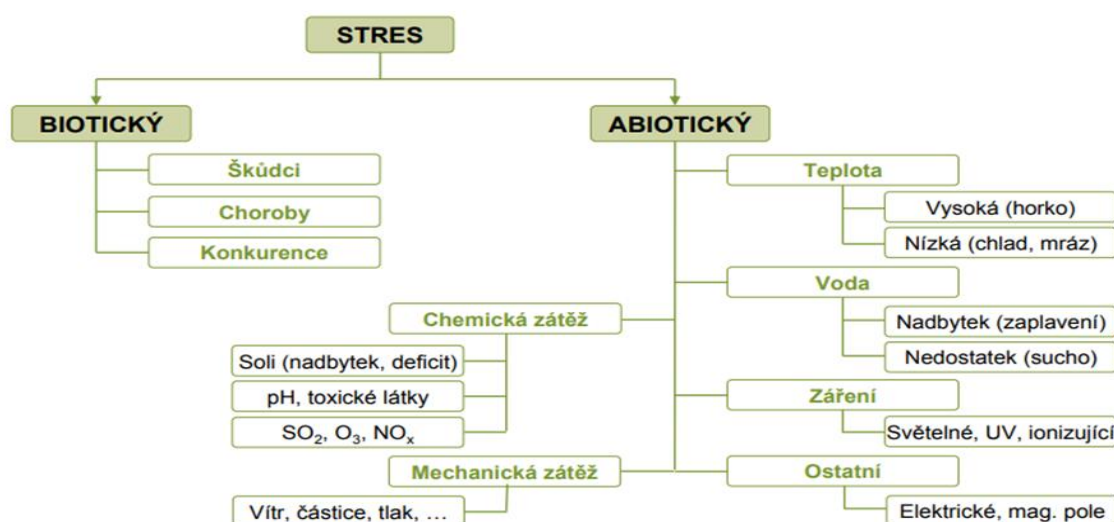 STRES
BIOTICKÝ
Škůdci
Choroby
Konkurence
ABIOTICKÝ
Teplota
Vysoká (horko)
Nízká (chlad, mráz)
Voda
Nadbytek (zaplavení)
Nedostatek (sucho)
Chemická zátěž
Soli (nadbytek, deficit)
pH, toxické látky
SO₂, O₃, NOₓ
Záření
Světelné, UV, ionizující
Mechanická zátěž
Vítr, částice, tlak, ...
Ostatní
Elektrické, mag. pole